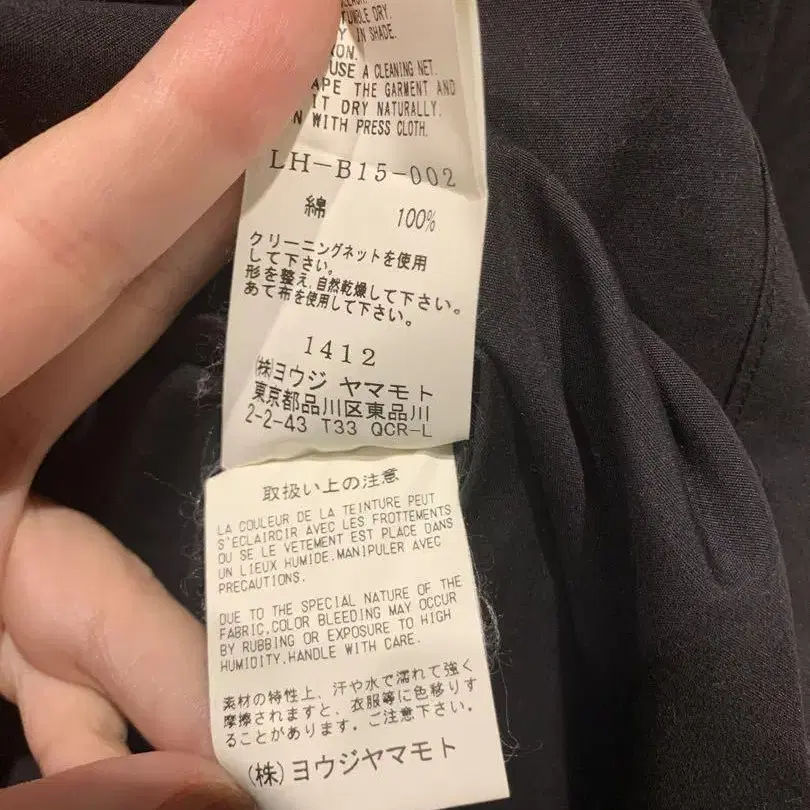 TUMBLE DRY.
IN SHADE.
USE A CLEANING NET.
THE GARMENT AND
IT DRY NATURALLY.
WITH PRESS CLOTH.
LH-B15-002
綿 100%
クリーニングネットを使用
して下さい。
形を整え、自然乾燥して下さい。
あて布を使用して下さい。
1412
(株)ヨウジ ヤマモト
東京都品川区東品川
2-2-43 T33 QCR-L
取扱い上の注意
LA COULEUR DE LA TEINTURE PEUT
S'ECLAIRCIR AVEC LES FROTTEMENTS
OU SE LE VETEMENT EST PLACE DANS
UN LIEUX HUMIDE.MANIPULER AVEC
PRECAUTIONS.
DUE TO THE SPECIAL NATURE OF THE
FABRIC,COLOR BLEEDING MAY OCCUR
BY RUBBING OR EXPOSURE TO HIGH
HUMIDITY.HANDLE WITH CARE.
素材の特性上、汗や水で濡れて強く
摩擦されますと、衣服等に色移りす
ることがあります。ご注意下さい。
(株)ヨウジヤマモト